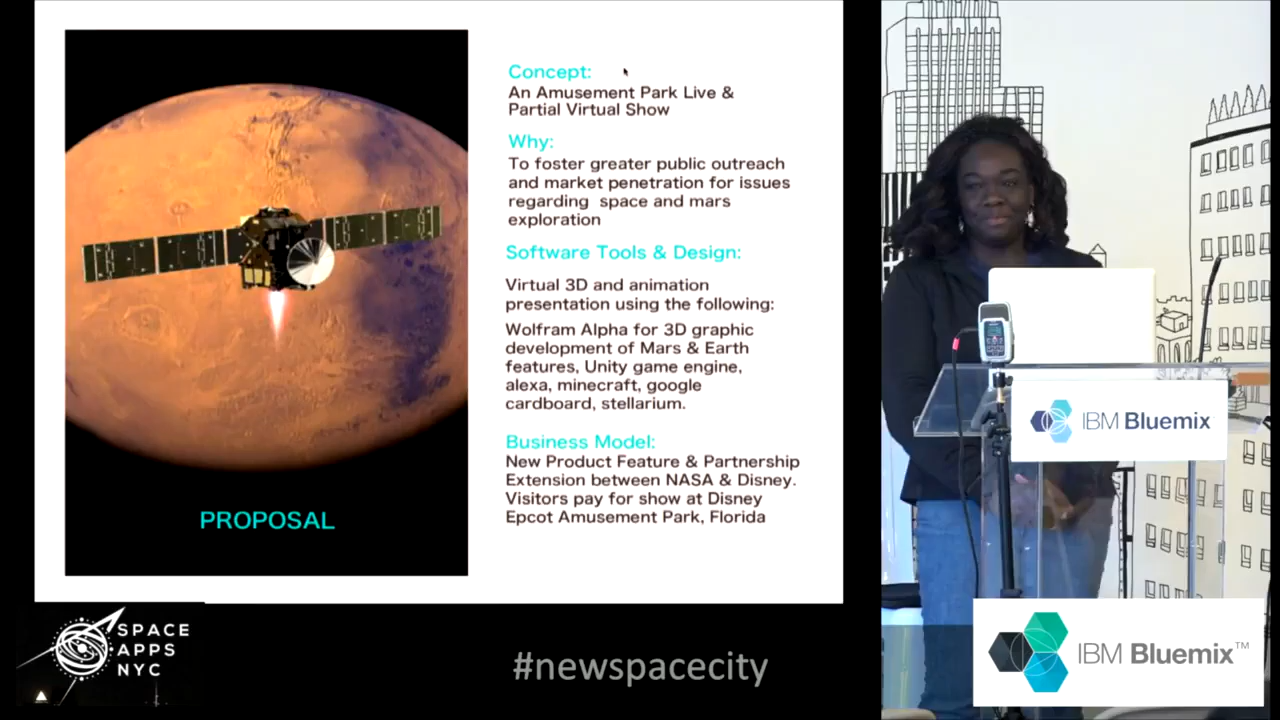 Concept:
An Amusement Park Live &
Partial Virtual Show
Why:
To foster greater public outreach
and market penetration for issues
regarding space and mars
exploration
Software Tools & Design:
Virtual 3D and animation
presentation using the following:
Wolfram Alpha for 3D graphic
development of Mars & Earth
features, Unity game engine,
alexa, minecraft, google
cardboard, stellarium.
Business Model:
New Product Feature & Partnership
Extension between NASA & Disney.
Visitors pay for show at Disney
Epcot Amusement Park, Florida
PROPOSAL
IBM Bluemix
SPACE
APPS
NYC
#newspacecity
IBM Bluemix™